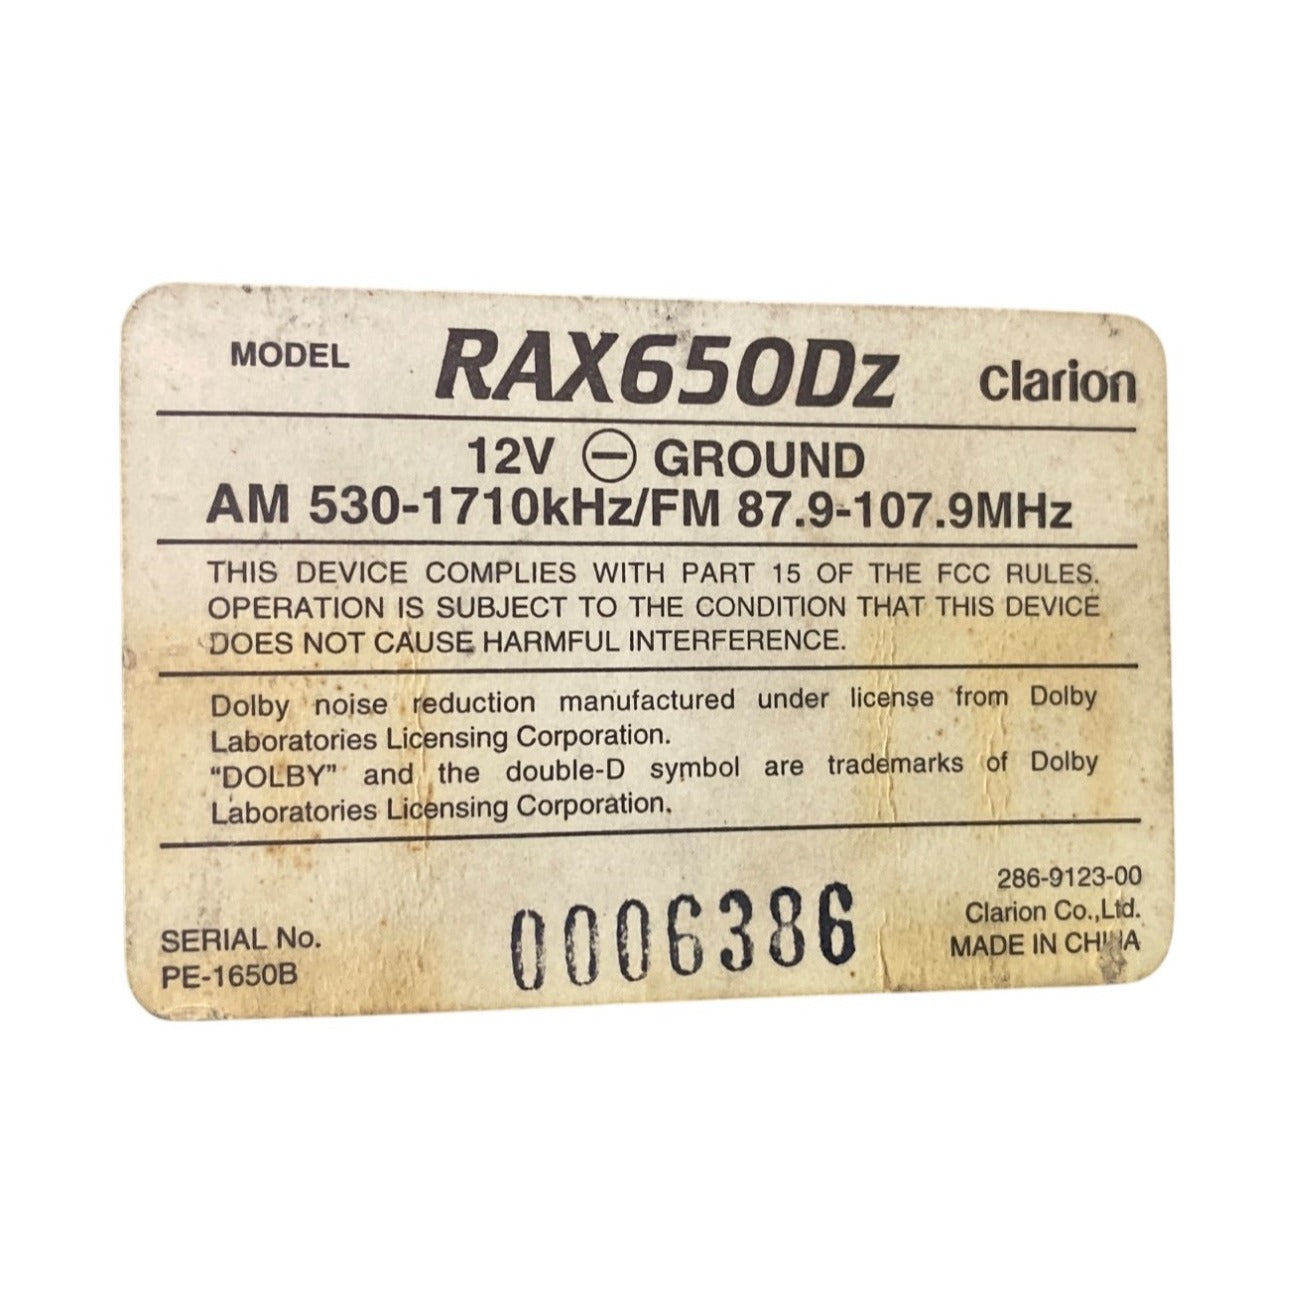 MODEL RAX650Dz clarion
12V ⊖ GROUND
AM 530-1710kHz/FM 87.9-107.9MHz
THIS DEVICE COMPLIES WITH PART 15 OF THE FCC RULES.
OPERATION IS SUBJECT TO THE CONDITION THAT THIS DEVICE
DOES NOT CAUSE HARMFUL INTERFERENCE.
Dolby noise reduction manufactured under license from Dolby
Laboratories Licensing Corporation.
“DOLBY” and the double-D symbol are trademarks of Dolby
Laboratories Licensing Corporation.
286-9123-00
Clarion Co.,Ltd.
MADE IN CHINA
SERIAL No. 0006386
PE-1650B